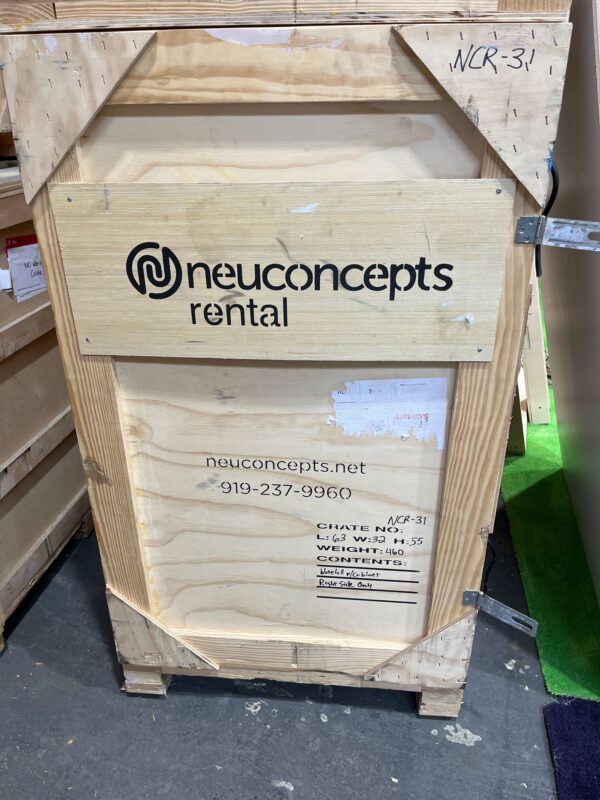 NCR-31
neuconcepts
rental
neuconcepts.net
919-237-9960
NCR-31
CRATE NO:
L: 63 W: 32 H: 55
WEIGHT: 460
CONTENTS:
w/Cabinet
Right Side Only